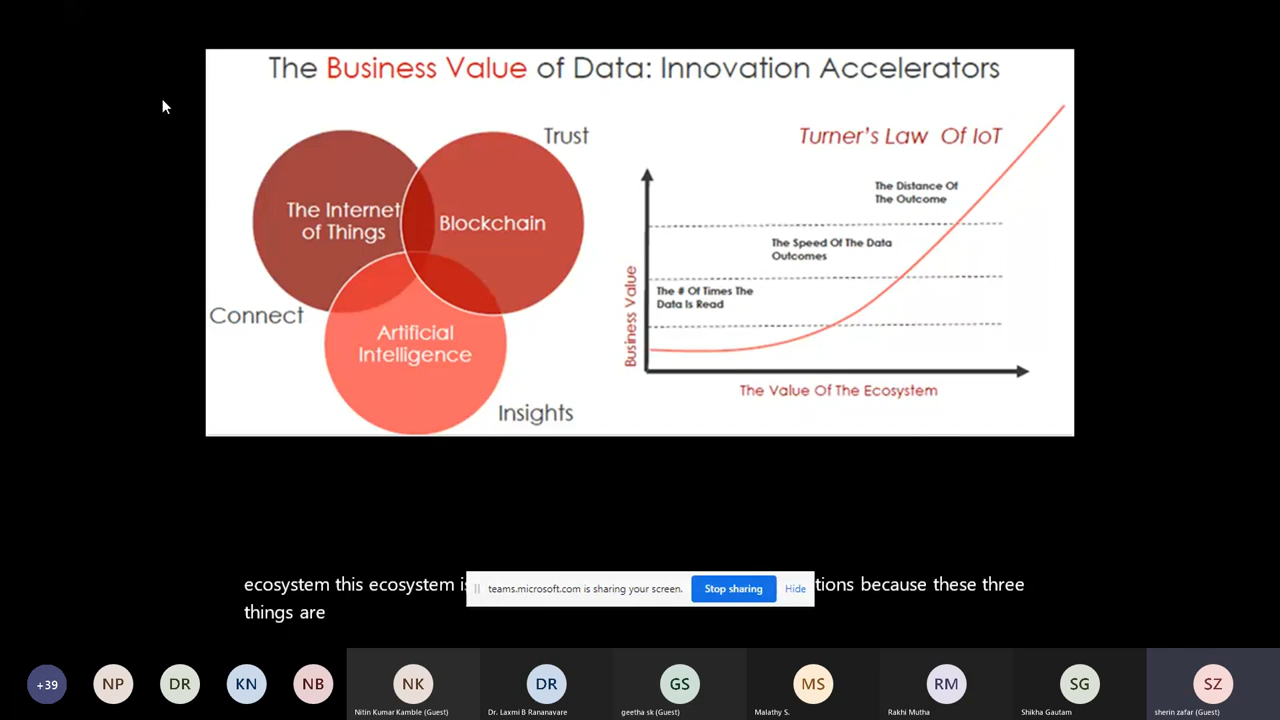 The Business Value of Data: Innovation Accelerators
Trust
The Internet
of Things
Blockchain
Connect
Artificial
Intelligence
Insights
Turner's Law Of IoT
The Distance Of
The Outcome
The Speed Of The Data
Outcomes
The # Of Times The
Data Is Read
Business Value
The Value Of The Ecosystem
ecosystem this ecosystem
because these three
things are
teams.microsoft.com is sharing your screen.
Stop sharing
Hide
+39
NP
DR
KN
NB
NK
Nitin Kumar Kamble (Guest)
DR
Dr. Laxmi B Rananavare
GS
geetha sk (Guest)
MS
Malathy S.
RM
Rakhi Mutha
SG
Shikha Gautam
SZ
sherin zafar (Guest)